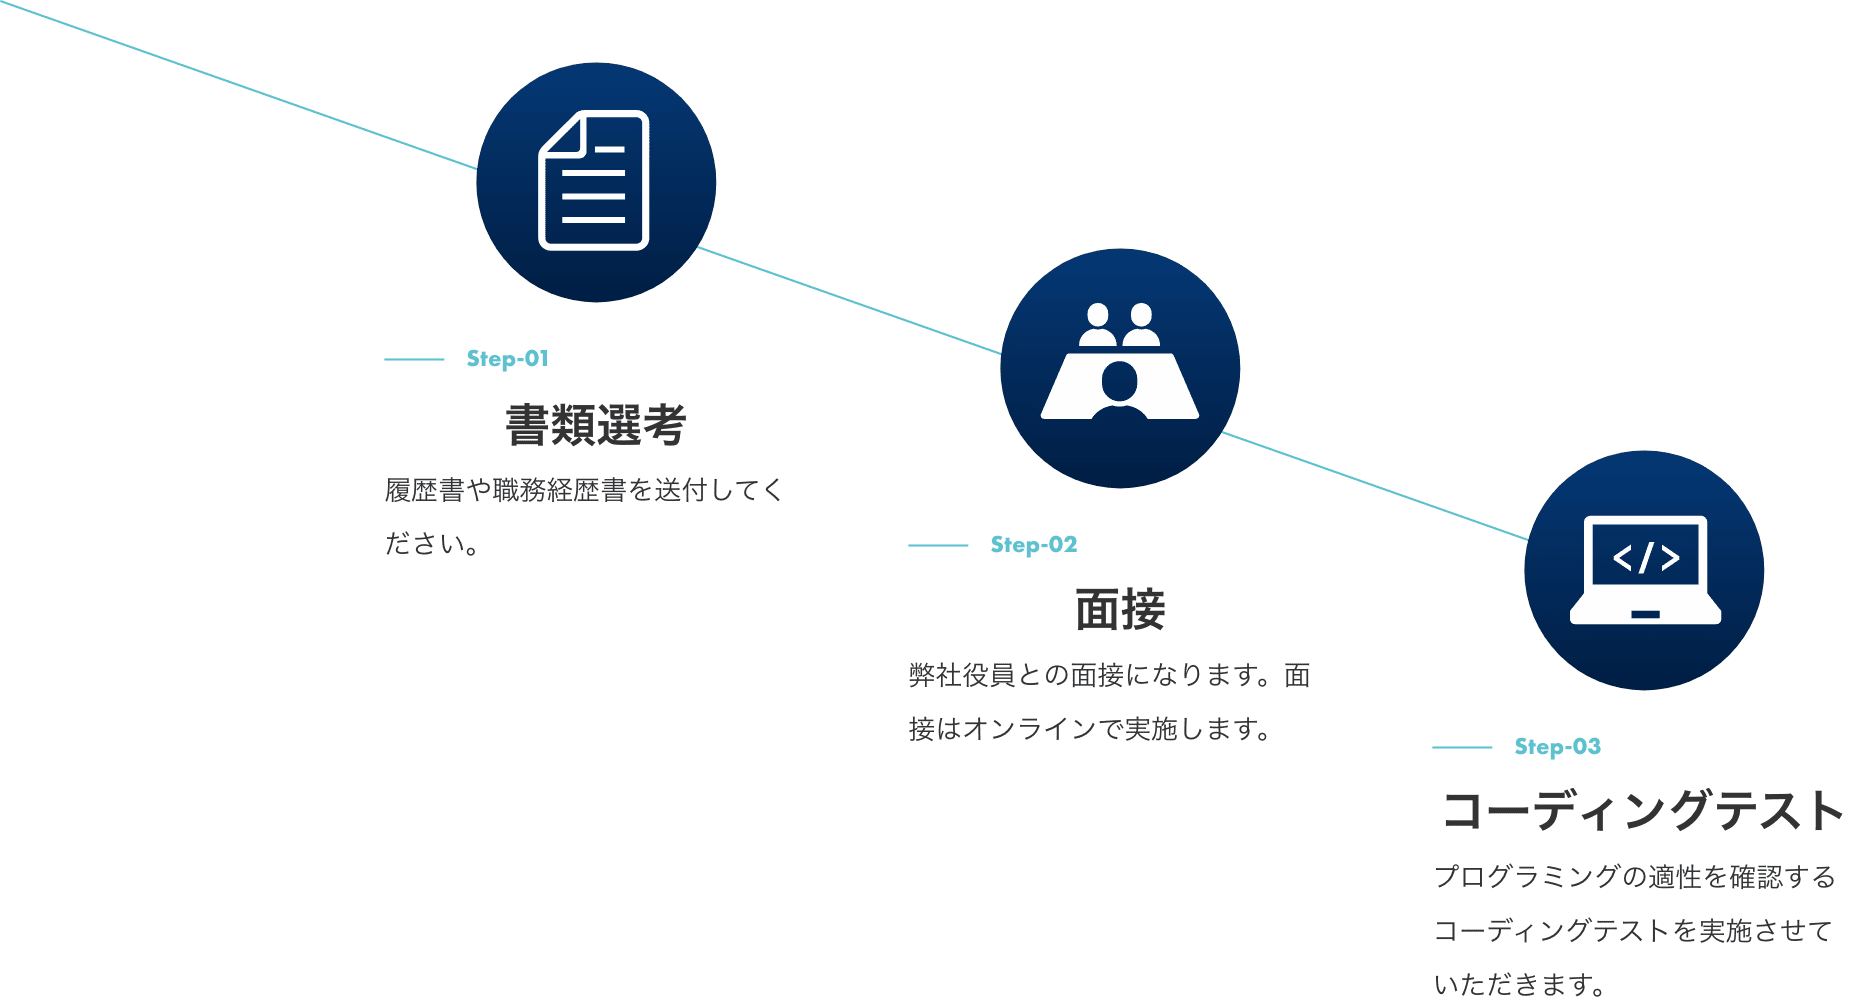 Step-01
書類選考
履歴書や職務経歴書を送付してく
ださい。
Step-02
面接
弊社役員との面接になります。面
接はオンラインで実施します。
Step-03
コーディングテスト
プログラミングの適性を確認する
コーディングテストを実施させて
いただきます。